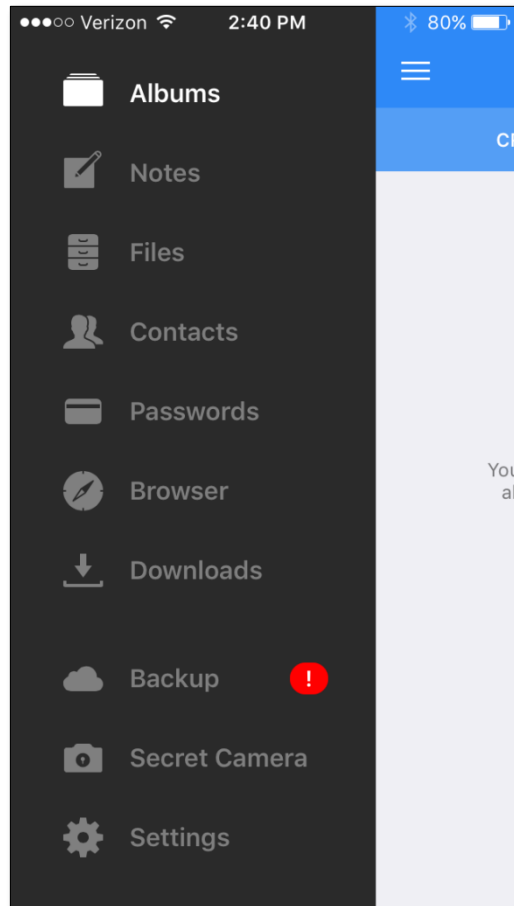 Verizon 2:40 PM 80%
Albums
Notes
Files
Contacts
Passwords
Browser
Downloads
Backup !
Secret Camera
Settings